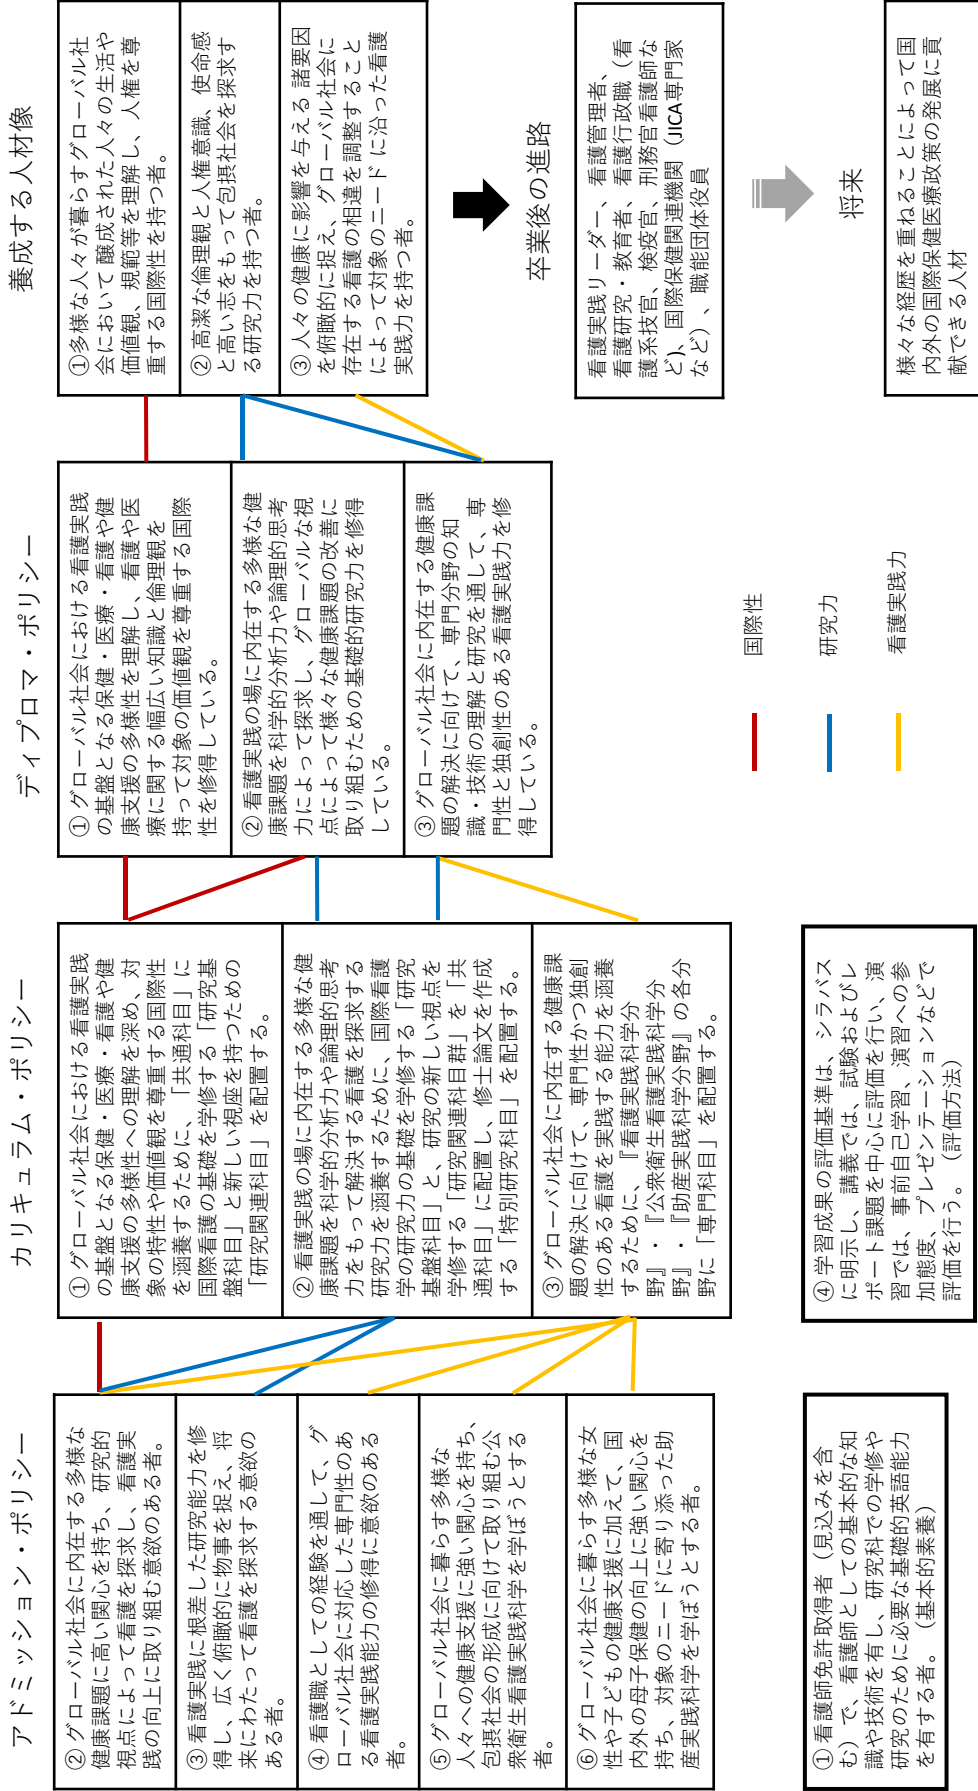 アドミッション・ポリシー
②グローバル社会に内在する多様な
健康課題に高い関心を持ち、研究的
視点によって看護を探求し、看護実
践の向上に取り組む意欲のある者。
③看護実践に根差した研究能力を修
得し、広く俯瞰的に物事を捉え、将
来にわたって看護を探求する意欲の
ある者。
④看護職としての経験を通して、グ
ローバル社会に対応した専門性のあ
る看護実践能力の修得に意欲のある
者。
⑤グローバル社会に暮らす多様な
人々への健康支援に強い関心を持ち、
包摂社会の形成に向けて取り組む公
衆衛生看護実践科学を学ぼうとする
者。
⑥グローバル社会に暮らす多様な女
性や子どもの健康支援に加えて、国
内外の母子保健の向上に強い関心を
持ち、対象のニードに寄り添った助
産実践科学を学ぼうとする者。
①看護師免許取得者（見込みを含
む）で、看護師としての基本的な知
識や技術を有し、研究科での学修や
研究のために必要な基礎的英語能力
を有する者。（基本的素養）
カリキュラム・ポリシー
①グローバル社会における看護実践
の基盤となる保健・医療・看護や健
康支援の多様性への理解を深め、対
象の特性や価値観を尊重する国際性
を涵養するために、「共通科目」に
国際看護の基礎を学修する「研究基
盤科目」と新しい視座を持つための
「研究関連科目」を配置する。
②看護実践の場に内在する多様な健
康課題を科学的分析力や論理的思考
力をもって解決する看護を探求する
研究力を涵養するために、国際看護
学の研究力の基礎を学修する「研究
基盤科目」と、研究の新しい視点を
学修する「研究関連科目群」を「共
通科目」に配置し、修士論文を作成
する「特別研究科目」を配置する。
③グローバル社会に内在する健康課
題の解決に向けて、専門性かつ独創
性のある看護を実践する能力を涵養
するために、『看護実践科学分
野』・『公衆衛生看護実践科学分
野』・『助産実践科学分野』の各分
野に「専門科目」を配置する。
④学習成果の評価基準は、シラバス
に明示し、講義では、試験およびレ
ポート課題を中心に評価を行い、演
習では、事前自己学習、演習への参
加態度、プレゼンテーションなどで
評価を行う。（評価方法）
ディプロマ・ポリシー
①グローバル社会における看護実践
の基盤となる保健・医療・看護や健
康支援の多様性を理解し、看護や医
療に関する幅広い知識と倫理観を
持って対象の価値観を尊重する国際
性を修得している。
②看護実践の場に内在する多様な健
康課題を科学的分析力や論理的思考
力によって探求し、グローバルな視
点によって様々な健康課題の改善に
取り組むための基礎的研究力を修得
している。
③グローバル社会に内在する健康課
題の解決に向けて、専門分野の知
識・技術の理解と研究を通して、専
門性と独創性のある看護実践力を修
得している。
国際性
研究力
看護実践力
養成する人材像
①多様な人々が暮らすグローバル社
会において 醸成された人々の生活や
価値観、規範等を理解し、人権を尊
重する国際性を持つ者。
②高潔な倫理観と人権意識、使命感
と高い志をもって包摂社会を探求す
る研究力を持つ者。
③人々の健康に影響を与える 諸要因
を俯瞰的に捉え、グローバル社会に
存在する看護の相違を調整すること
によって対象のニードに沿った看護
実践力を持つ者。
卒業後の進路
看護実践リーダー、看護管理者、
看護研究・教育者、看護行政職（看
護系技官、検疫官、刑務官看護師な
ど)、国際保健関連機関（JICA専門家
など）、職能団体役員
将来
様々な経歴を重ねることによって国
内外の国際保健医療政策の発展に貢
献できる人材